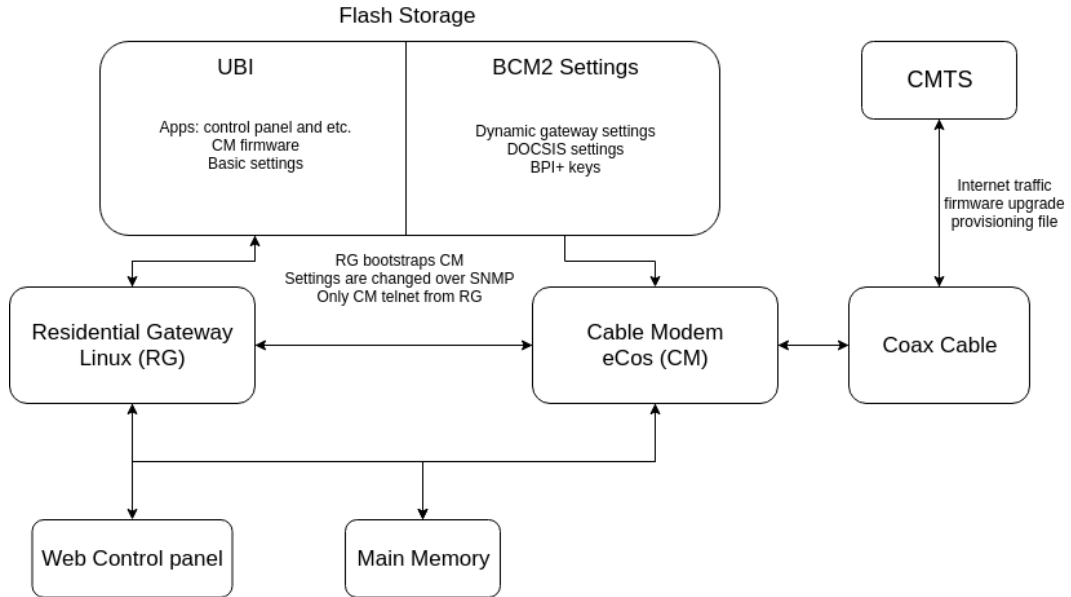 Flash Storage
UBI
Apps: control panel and etc.
CM firmware
Basic settings
BCM2 Settings
Dynamic gateway settings
DOCSIS settings
BPI+ keys
CMTS
Internet traffic
firmware upgrade
provisioning file
RG bootstraps CM
Settings are changed over SNMP
Only CM telnet from RG
Residential Gateway
Linux (RG)
Cable Modem
eCos (CM)
Coax Cable
Web Control panel
Main Memory